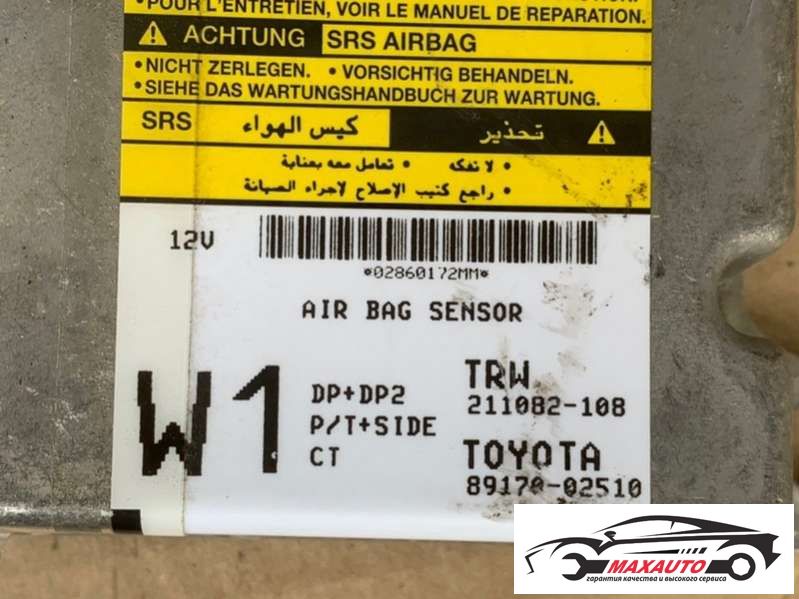 • POUR L'ENTRETIEN, VOIR LE MANUEL DE REPARATION.
ACHTUNG SRS AIRBAG
• NICHT ZERLEGEN. • VORSICHTIG BEHANDELN.
• SIEHE DAS WARTUNGSHANDBUCH ZUR WARTUNG.
تحذير كيس الهواء SRS
• لا تفكه • تعامل معه بعناية
• راجع كتيب الإصلاح لاجراء الصيانة
12V
*02860172MM*
AIR BAG SENSOR
W1
DP+DP2
P/T+SIDE
CT
TRW
211082-108
TOYOTA
89170-02510
MAXAUTO
гарантия качества и высокого сервиса